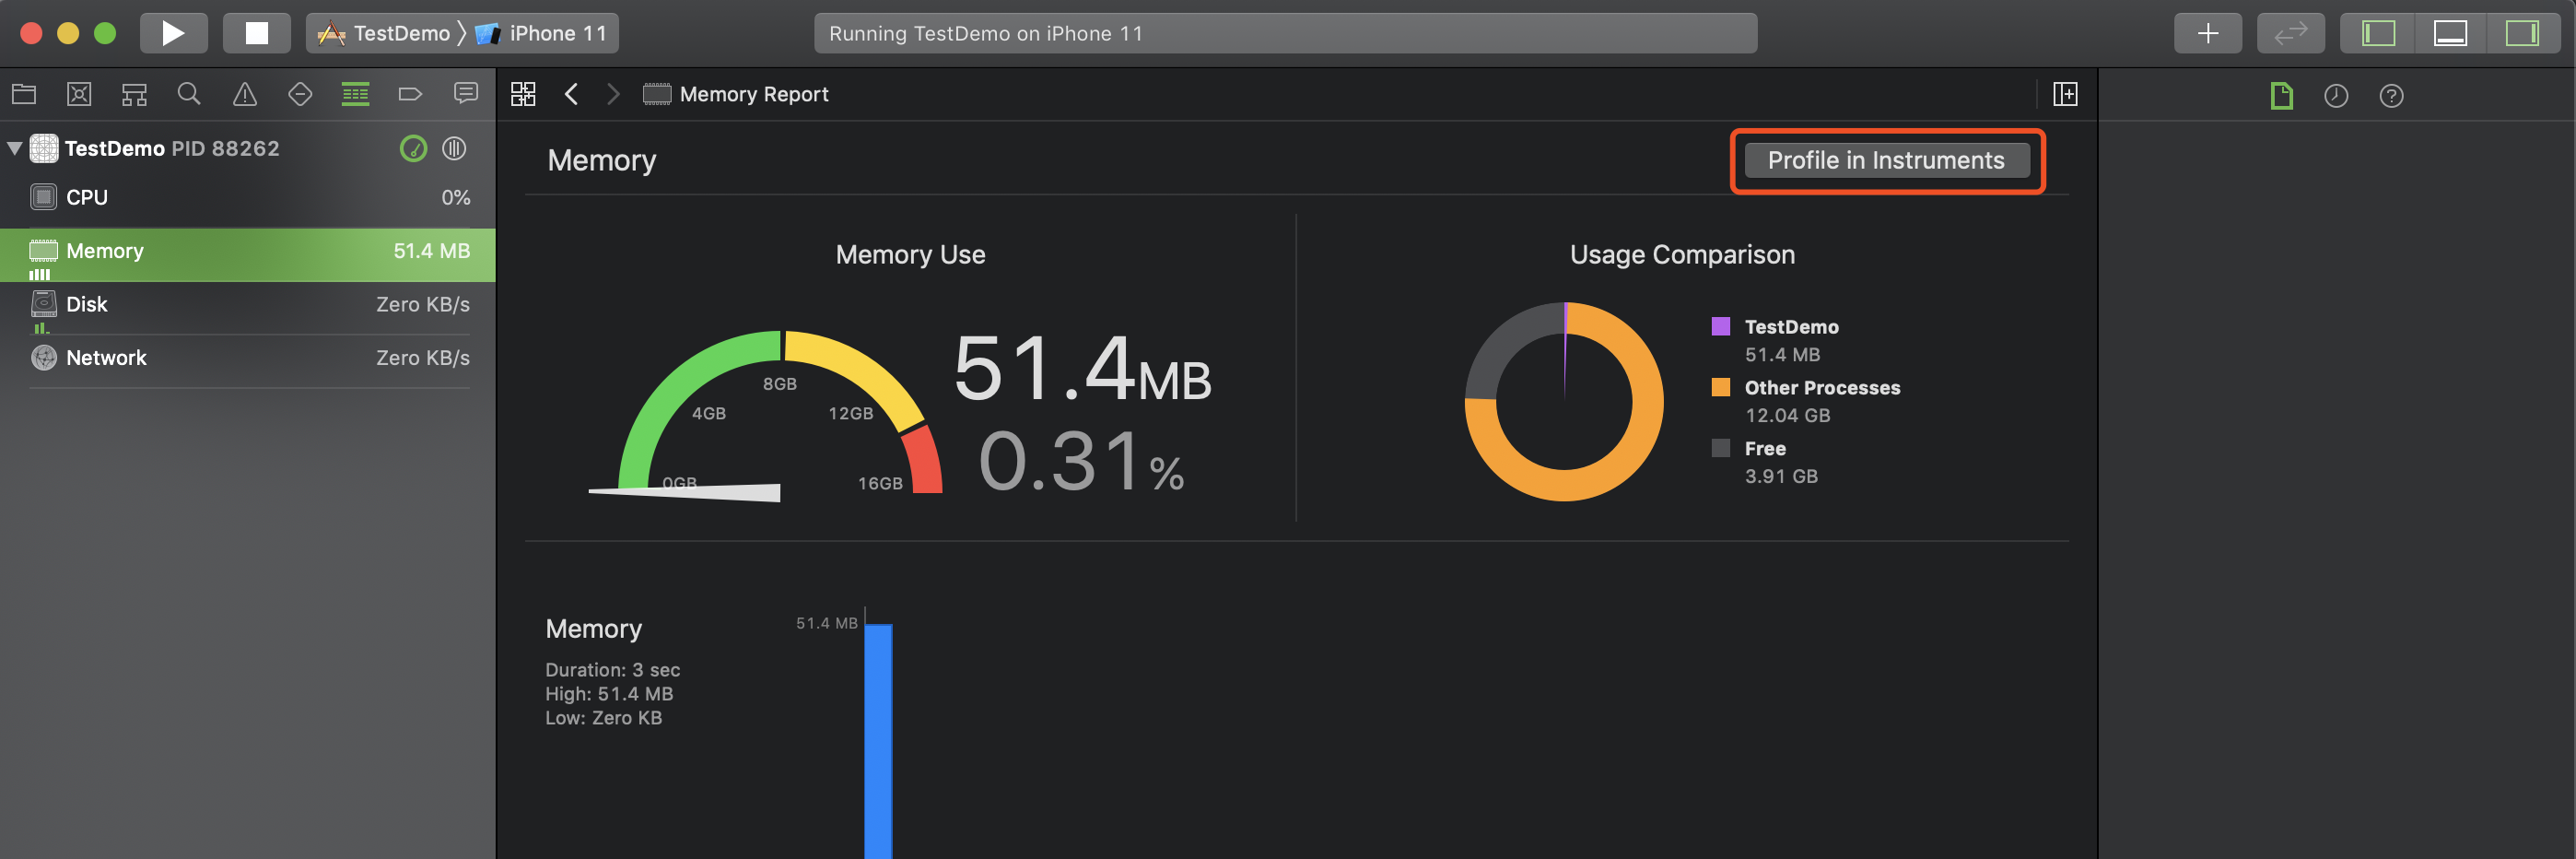 TestDemo
iPhone 11
Running TestDemo on iPhone 11
Memory Report
TestDemo PID 88262
CPU
0%
Memory
51.4 MB
Disk
Zero KB/s
Network
Zero KB/s
Memory
Profile in Instruments
Memory Use
0GB
4GB
8GB
12GB
16GB
51.4MB
0.31%
Usage Comparison
TestDemo
51.4 MB
Other Processes
12.04 GB
Free
3.91 GB
Memory
Duration: 3 sec
High: 51.4 MB
Low: Zero KB
51.4 MB